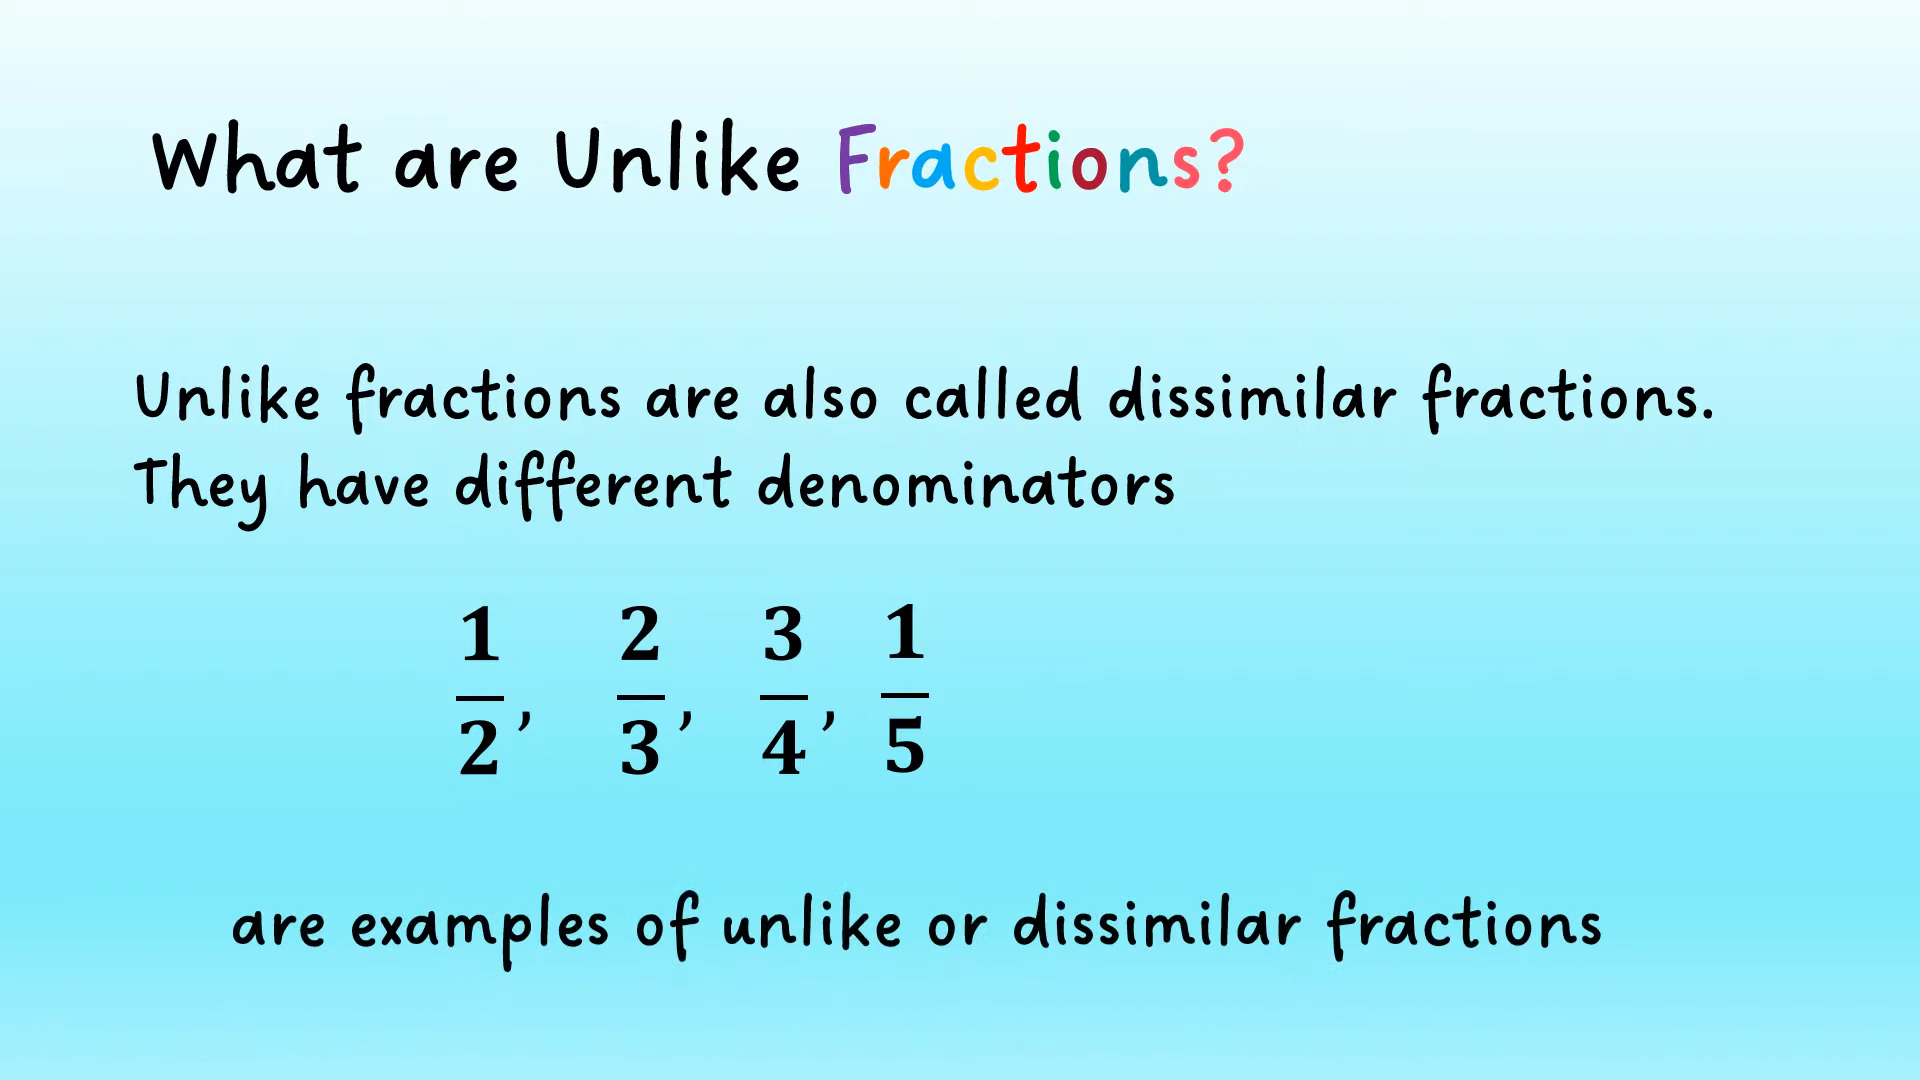 What are Unlike Fractions?
Unlike fractions are also called dissimilar fractions.
They have different denominators
1/2, 2/3, 3/4, 1/5
are examples of unlike or dissimilar fractions